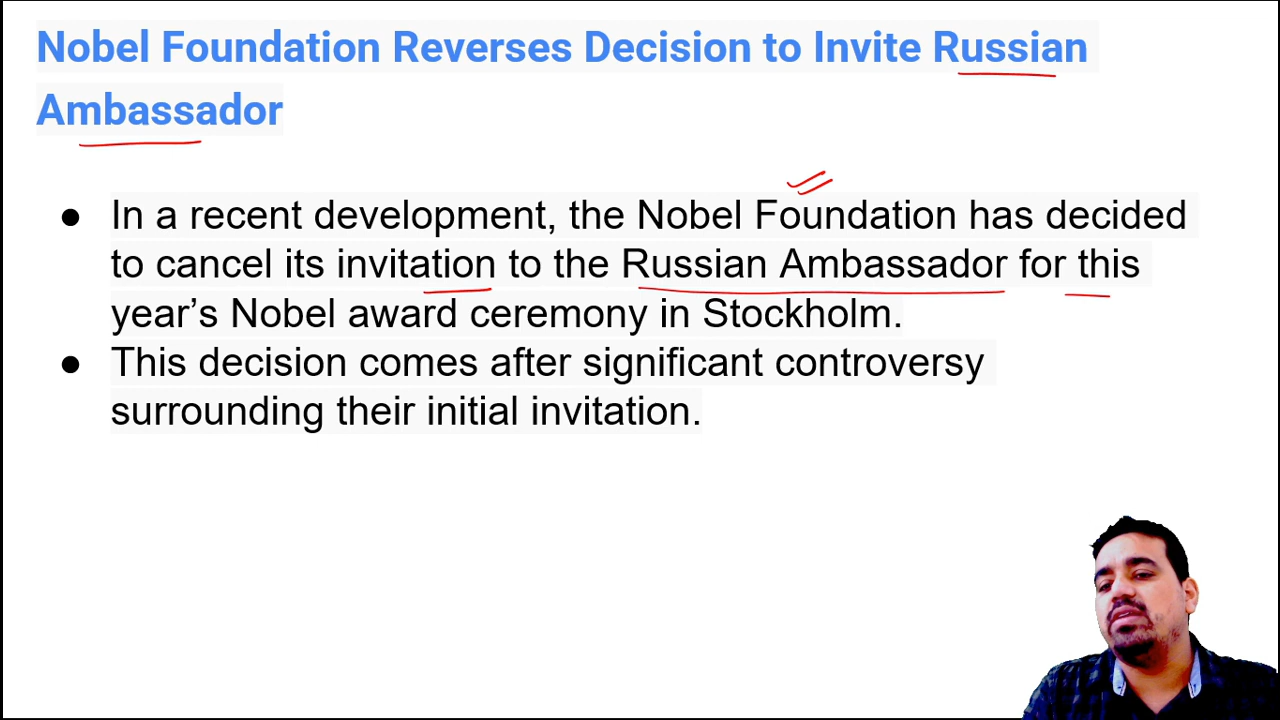 Nobel Foundation Reverses Decision to Invite Russian
Ambassador
● In a recent development, the Nobel Foundation has decided
to cancel its invitation to the Russian Ambassador for this
year’s Nobel award ceremony in Stockholm.
● This decision comes after significant controversy
surrounding their initial invitation.